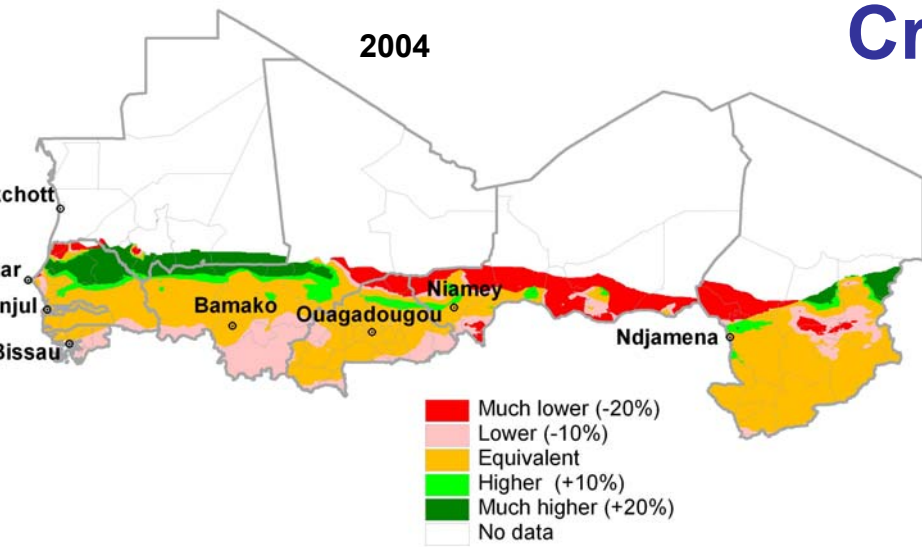 2004
Cr
chott
ar
njul
Bissau
Bamako
Ouagadougou
Niamey
Ndjamena
Much lower (-20%)
Lower (-10%)
Equivalent
Higher (+10%)
Much higher (+20%)
No data